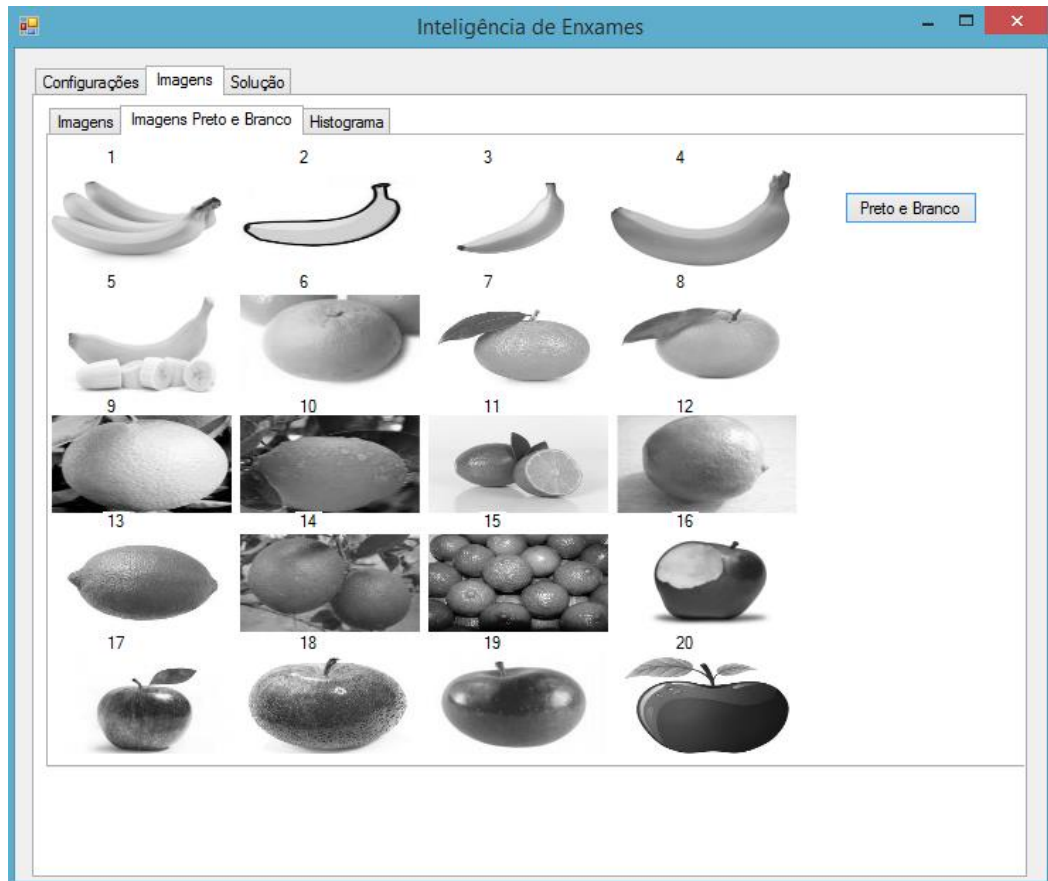 Inteligência de Enxames
Configurações Imagens Solução
Imagens Imagens Preto e Branco Histograma
1 2 3 4
Preto e Branco
5 6 7 8
9 10 11 12
13 14 15 16
17 18 19 20